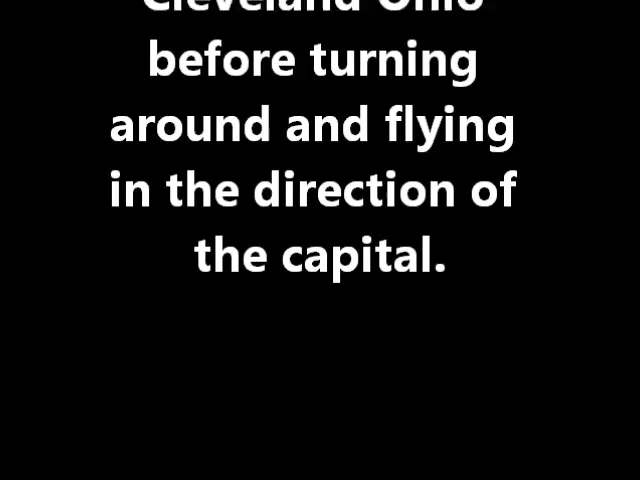 Cleveland Ohio
before turning
around and flying
in the direction of
the capital.